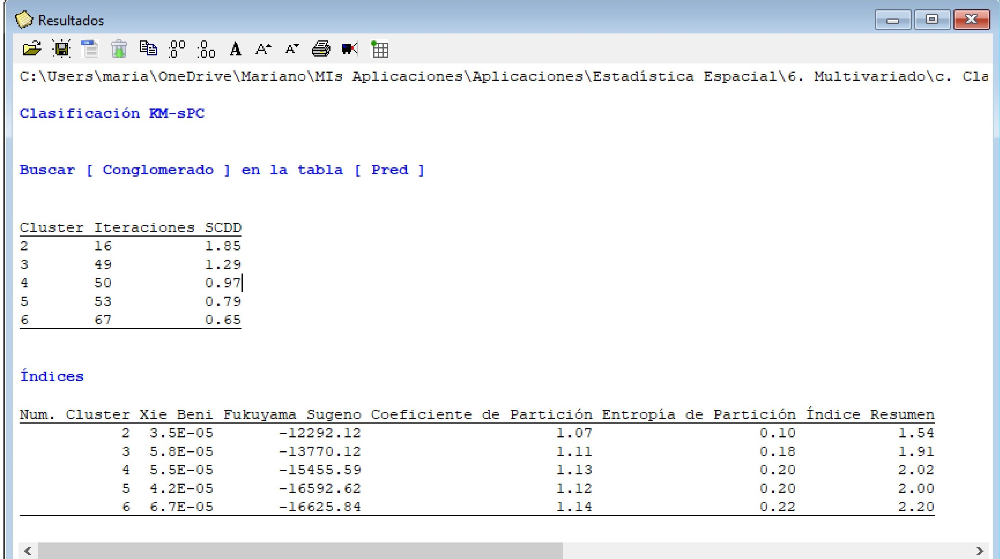 Resultados
C:\Users\maria\OneDrive\Mariano\MIs Aplicaciones\Aplicaciones\Estadística Espacial\6. Multivariado\c. Cla
Clasificación KM-sPC
Buscar [ Conglomerado ] en la tabla [ Pred ]
Cluster Iteraciones SCDD
2 16 1.85
3 49 1.29
4 50 0.97
5 53 0.79
6 67 0.65
Índices
Num. Cluster Xie Beni Fukuyama Sugeno Coeficiente de Partición Entropía de Partición Índice Resumen
2 3.5E-05 -12292.12 1.07 0.10 1.54
3 5.8E-05 -13770.12 1.11 0.18 1.91
4 5.5E-05 -15455.59 1.13 0.20 2.02
5 4.2E-05 -16592.62 1.12 0.20 2.00
6 6.7E-05 -16625.84 1.14 0.22 2.20